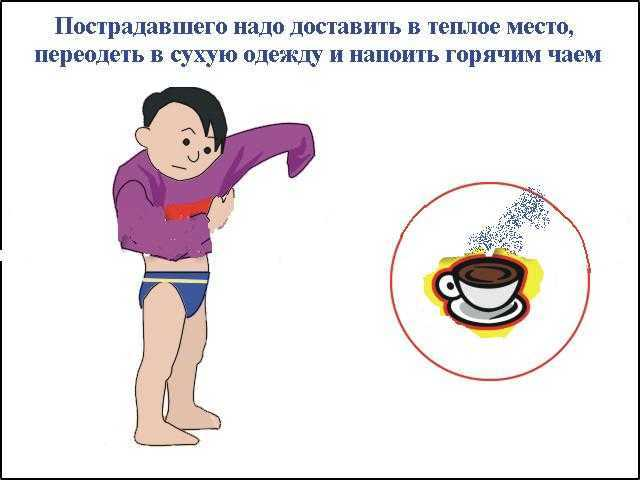 Пострадавшего надо доставить в теплое место,
переодеть в сухую одежду и напоить горячим чаем